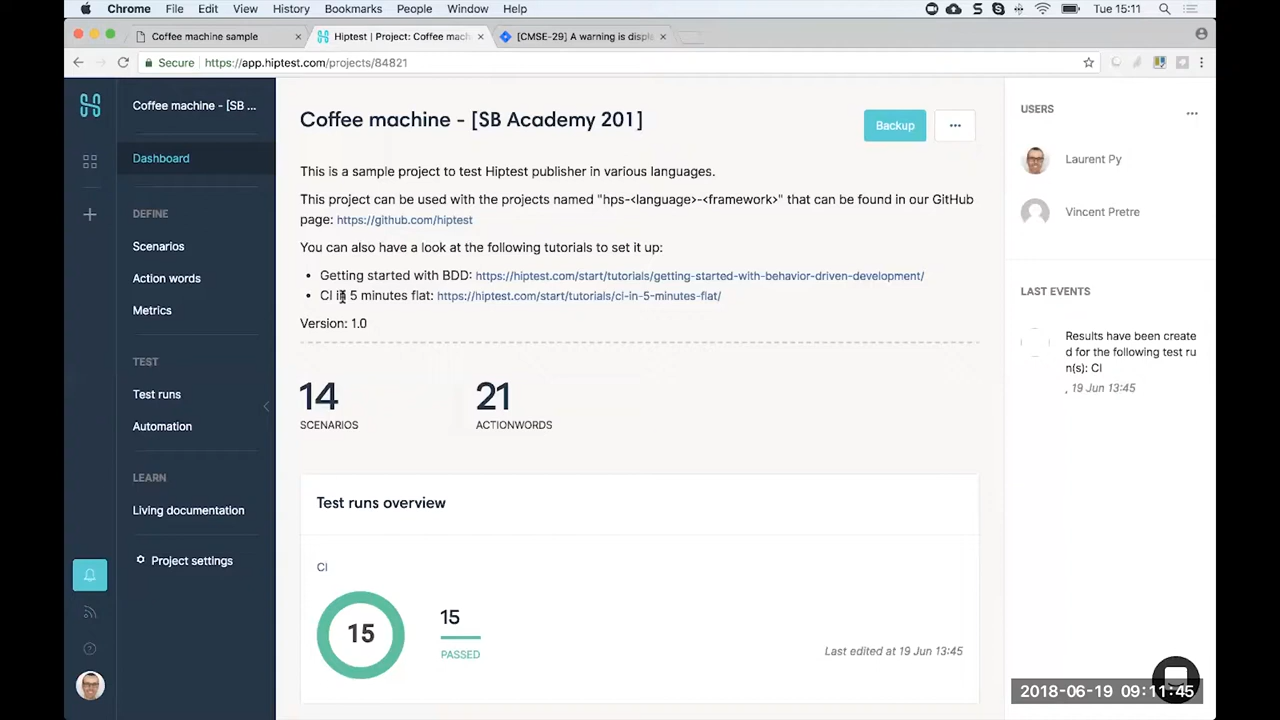 Chrome File Edit View History Bookmarks People Window Help Tue 15:11
Coffee machine sample
Hiptest | Project: Coffee mach
[CMSE-29] A warning is displ
Secure https://app.hiptest.com/projects/84821
Coffee machine - [SB ...
Dashboard
DEFINE
Scenarios
Action words
Metrics
TEST
Test runs
Automation
LEARN
Living documentation
Project settings
Coffee machine - [SB Academy 201]
Backup
...
This is a sample project to test Hiptest publisher in various languages.
This project can be used with the projects named "hps-<language>-<framework>" that can be found in our GitHub
page: https://github.com/hiptest
You can also have a look at the following tutorials to set it up:
• Getting started with BDD: https://hiptest.com/start/tutorials/getting-started-with-behavior-driven-development/
• CI in 5 minutes flat: https://hiptest.com/start/tutorials/ci-in-5-minutes-flat/
Version: 1.0
14
SCENARIOS
21
ACTIONWORDS
Test runs overview
CI
15
15
PASSED
Last edited at 19 Jun 13:45
USERS
...
Laurent Py
Vincent Pretre
LAST EVENTS
Results have been create
d for the following test ru
n(s): CI
, 19 Jun 13:45
2018-06-19 09:11:45